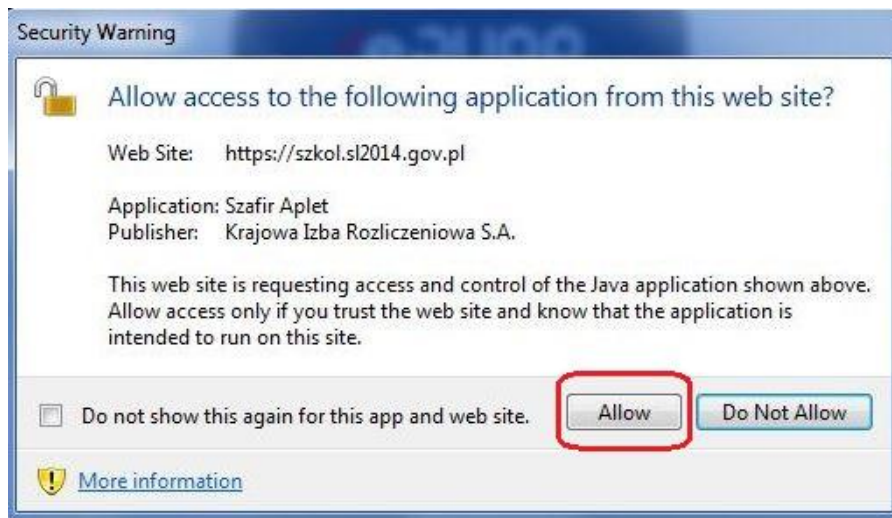 Security Warning
Allow access to the following application from this web site?
Web Site: https://szkol.sl2014.gov.pl
Application: Szafir Aplet
Publisher: Krajowa Izba Rozliczeniowa S.A.
This web site is requesting access and control of the Java application shown above.
Allow access only if you trust the web site and know that the application is
intended to run on this site.
Do not show this again for this app and web site. Allow Do Not Allow
More information